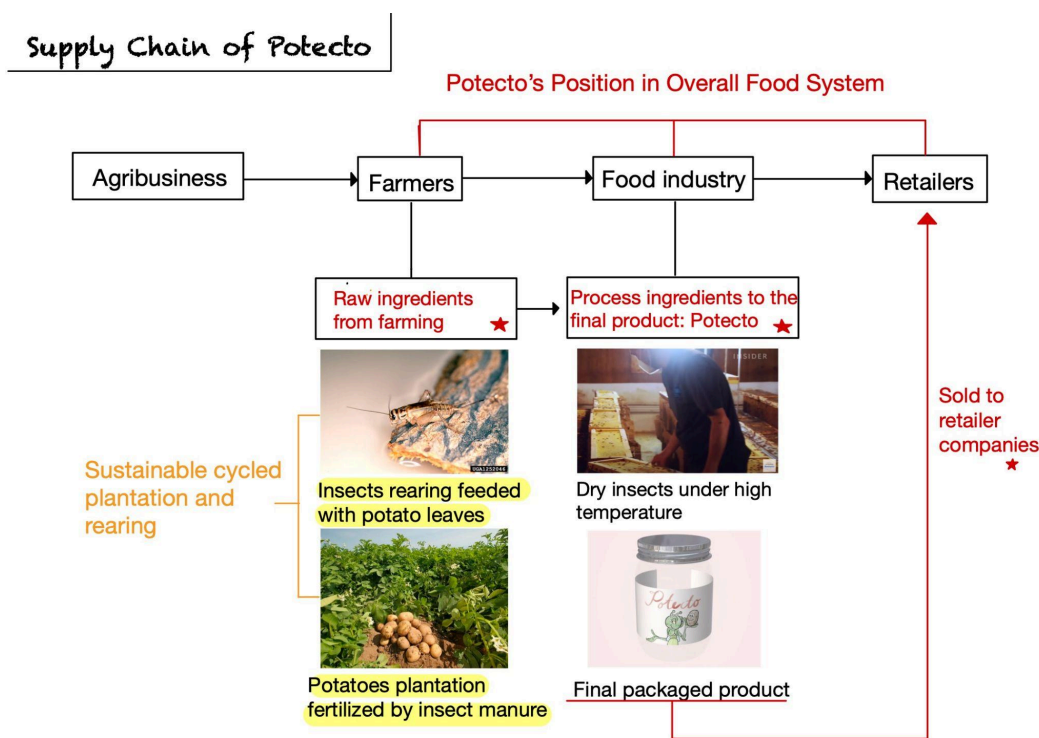 Supply Chain of Potecto
Potecto's Position in Overall Food System
Agribusiness
Farmers
Food industry
Retailers
Raw ingredients
from farming
Process ingredients to the
final product: Potecto
INSIDER
UGA1252046
Sold to
retailer
companies
Sustainable cycled
plantation and
rearing
Insects rearing feeded
with potato leaves
Dry insects under high
temperature
Potecto
Potatoes plantation
fertilized by insect manure
Final packaged product